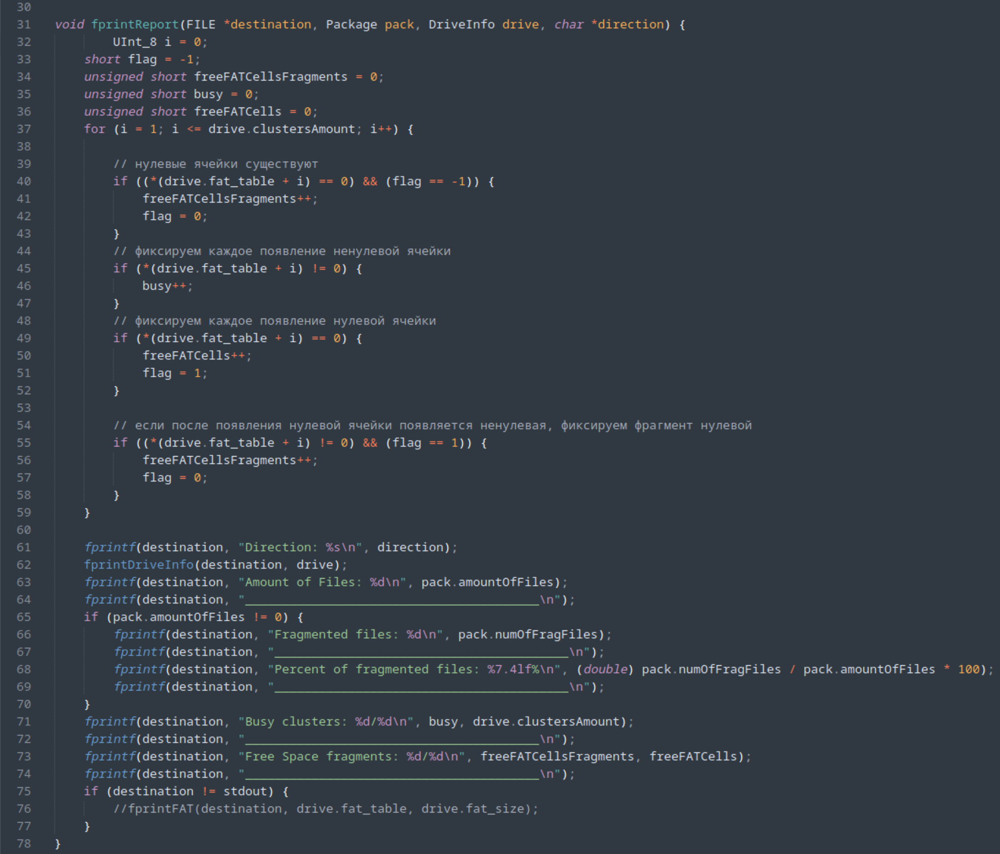 30
31 void fprintReport(FILE *destination, Package pack, DriveInfo drive, char *direction) {
32         UInt_8 i = 0;
33     short flag = -1;
34     unsigned short freeFATCellsFragments = 0;
35     unsigned short busy = 0;
36     unsigned short freeFATCells = 0;
37     for (i = 1; i <= drive.clustersAmount; i++) {
38
39         // нулевые ячейки существуют
40         if ((*(drive.fat_table + i) == 0) && (flag == -1)) {
41             freeFATCellsFragments++;
42             flag = 0;
43         }
44         // фиксируем каждое появление ненулевой ячейки
45         if (*(drive.fat_table + i) != 0) {
46             busy++;
47         }
48         // фиксируем каждое появление нулевой ячейки
49         if (*(drive.fat_table + i) == 0) {
50             freeFATCells++;
51             flag = 1;
52         }
53
54         // если после появления нулевой ячейки появляется ненулевая, фиксируем фрагмент нулевой
55         if ((*(drive.fat_table + i) != 0) && (flag == 1)) {
56             freeFATCellsFragments++;
57             flag = 0;
58         }
59     }
60
61     fprintf(destination, "Direction: %s\n", direction);
62     fprintDriveInfo(destination, drive);
63     fprintf(destination, "Amount of Files: %d\n", pack.amountOfFiles);
64     fprintf(destination, "________________________________________\n");
65     if (pack.amountOfFiles != 0) {
66         fprintf(destination, "Fragmented files: %d\n", pack.numOfFragFiles);
67         fprintf(destination, "________________________________________\n");
68         fprintf(destination, "Percent of fragmented files: %7.4lf%\n", (double) pack.numOfFragFiles / pack.amountOfFiles * 100);
69         fprintf(destination, "________________________________________\n");
70     }
71     fprintf(destination, "Busy clusters: %d/%d\n", busy, drive.clustersAmount);
72     fprintf(destination, "________________________________________\n");
73     fprintf(destination, "Free Space fragments: %d/%d\n", freeFATCellsFragments, freeFATCells);
74     fprintf(destination, "________________________________________\n");
75     if (destination != stdout) {
76         //fprintFAT(destination, drive.fat_table, drive.fat_size);
77     }
78 }